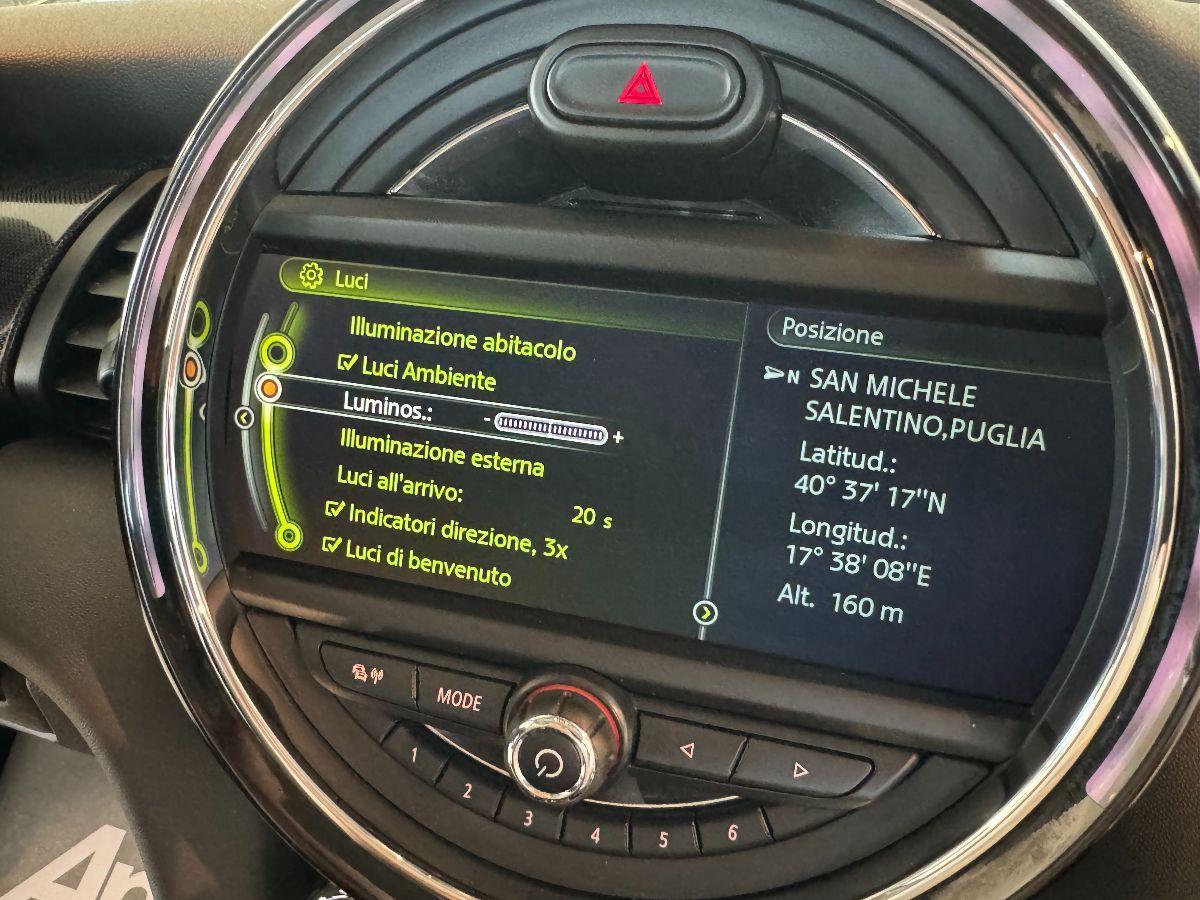 Luci
Illuminazione abitacolo
Luci Ambiente
Luminos.: - +
Illuminazione esterna
Luci all'arrivo: 20 s
Indicatori direzione, 3x
Luci di benvenuto
Posizione
N SAN MICHELE
SALENTINO,PUGLIA
Latitud.:
40° 37' 17"N
Longitud.:
17° 38' 08"E
Alt. 160 m
MODE
1
2
3
4
5
6